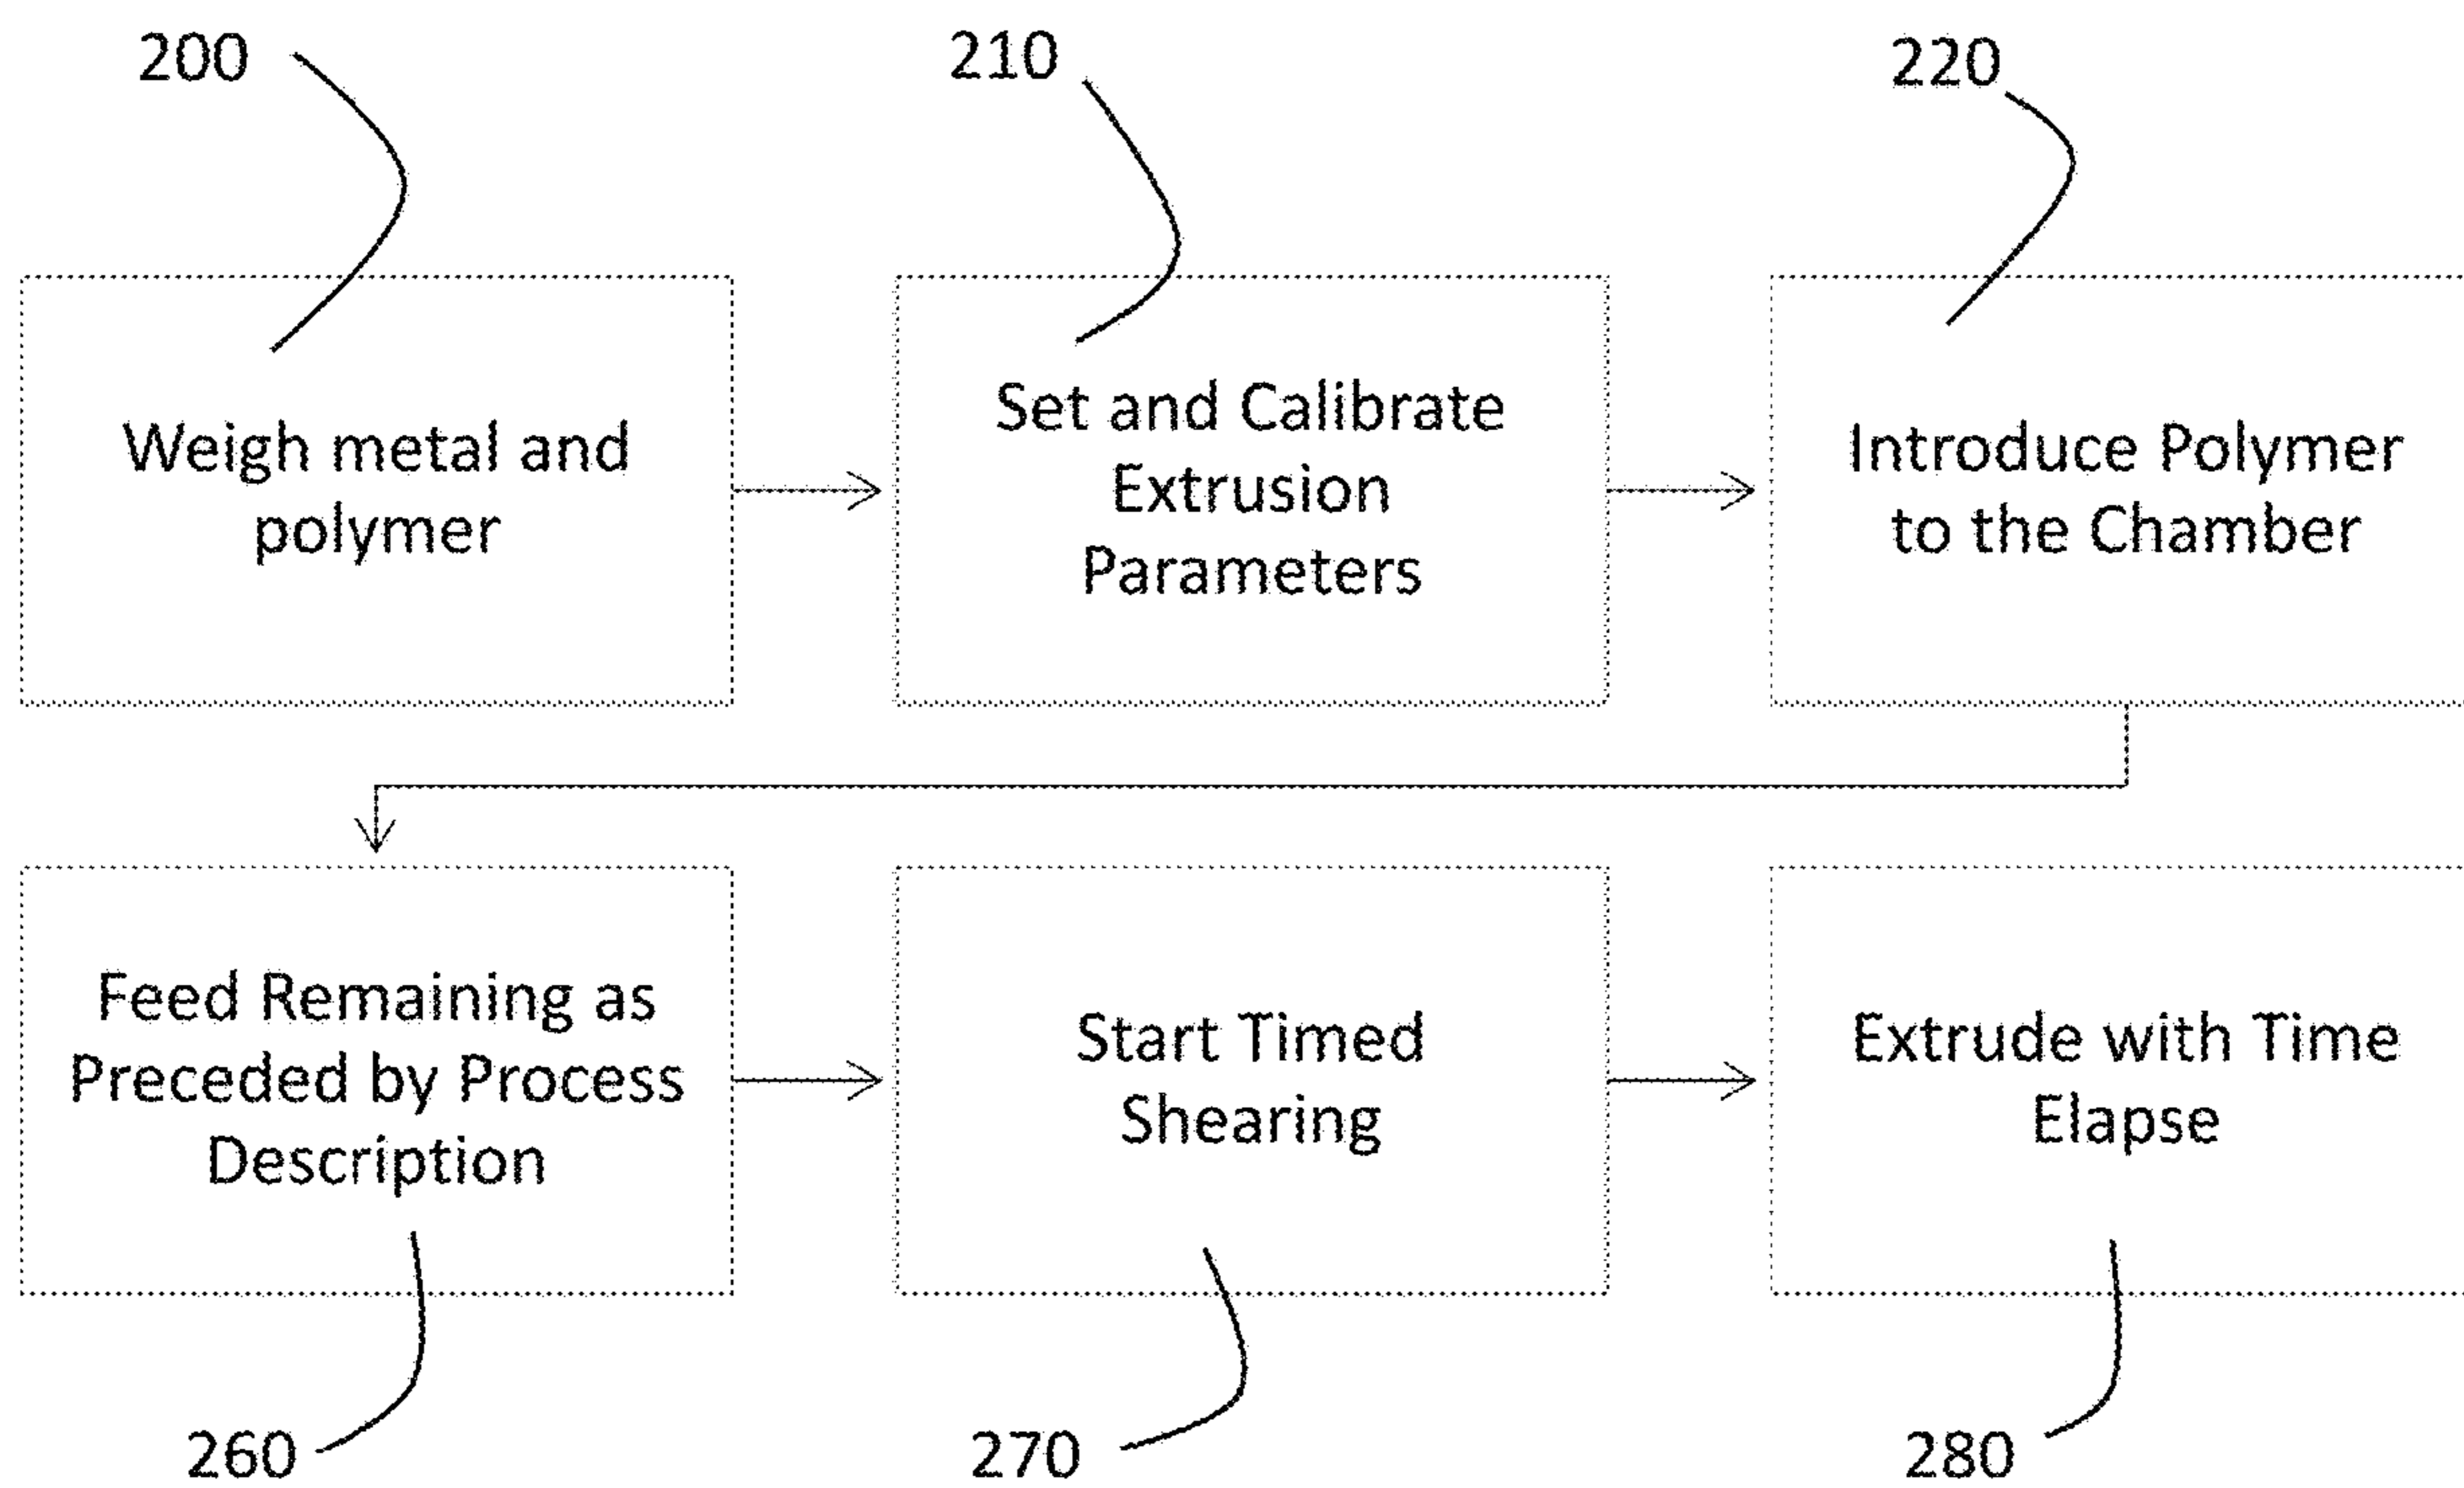 200
210
220
Weigh metal and
polymer
Set and Calibrate
Extrusion
Parameters
Introduce Polymer
to the Chamber
Feed Remaining as
Preceded by Process
Description
Start Timed
Shearing
Extrude with Time
Elapse
260
270
280